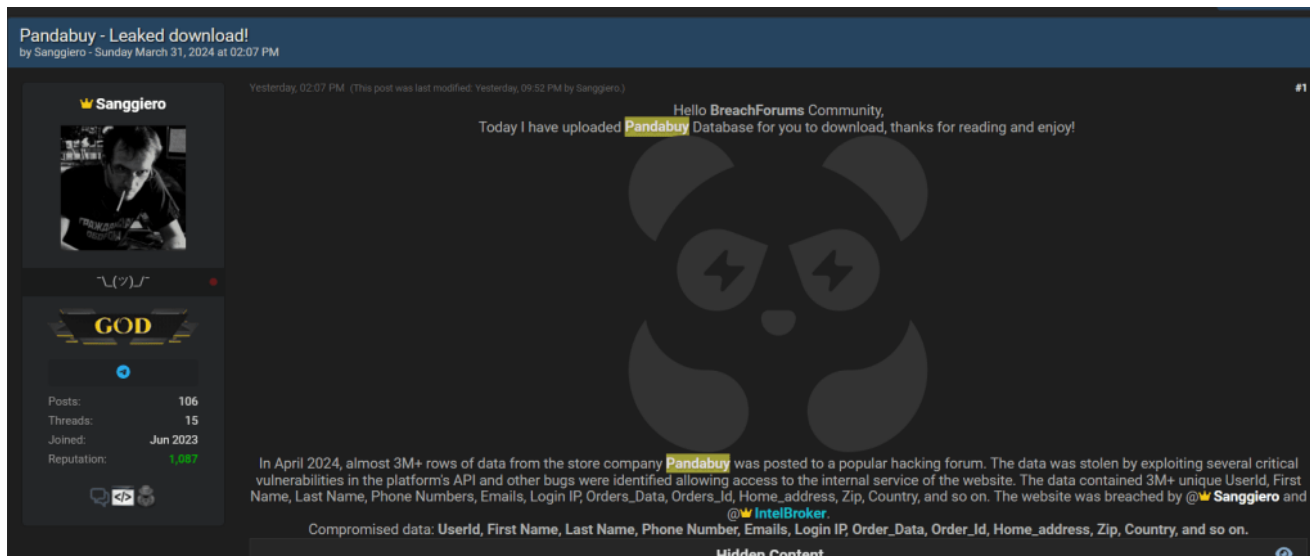 Pandabuy - Leaked download!
by Sanggiero - Sunday March 31, 2024 at 02:07 PM
Sanggiero
¯\_(ツ)_/¯
GOD
Posts: 106
Threads: 15
Joined: Jun 2023
Reputation: 1,087
Yesterday, 02:07 PM (This post was last modified: Yesterday, 09:52 PM by Sanggiero.)
#1
Hello BreachForums Community,
Today I have uploaded Pandabuy Database for you to download, thanks for reading and enjoy!
In April 2024, almost 3M+ rows of data from the store company Pandabuy was posted to a popular hacking forum. The data was stolen by exploiting several critical
vulnerabilities in the platform's API and other bugs were identified allowing access to the internal service of the website. The data contained 3M+ unique UserId, First
Name, Last Name, Phone Numbers, Emails, Login IP, Orders_Data, Orders_Id, Home_address, Zip, Country, and so on. The website was breached by @ Sanggiero and
@ IntelBroker.
Compromised data: UserId, First Name, Last Name, Phone Number, Emails, Login IP, Order_Data, Order_Id, Home_address, Zip, Country, and so on.
Hidden Content